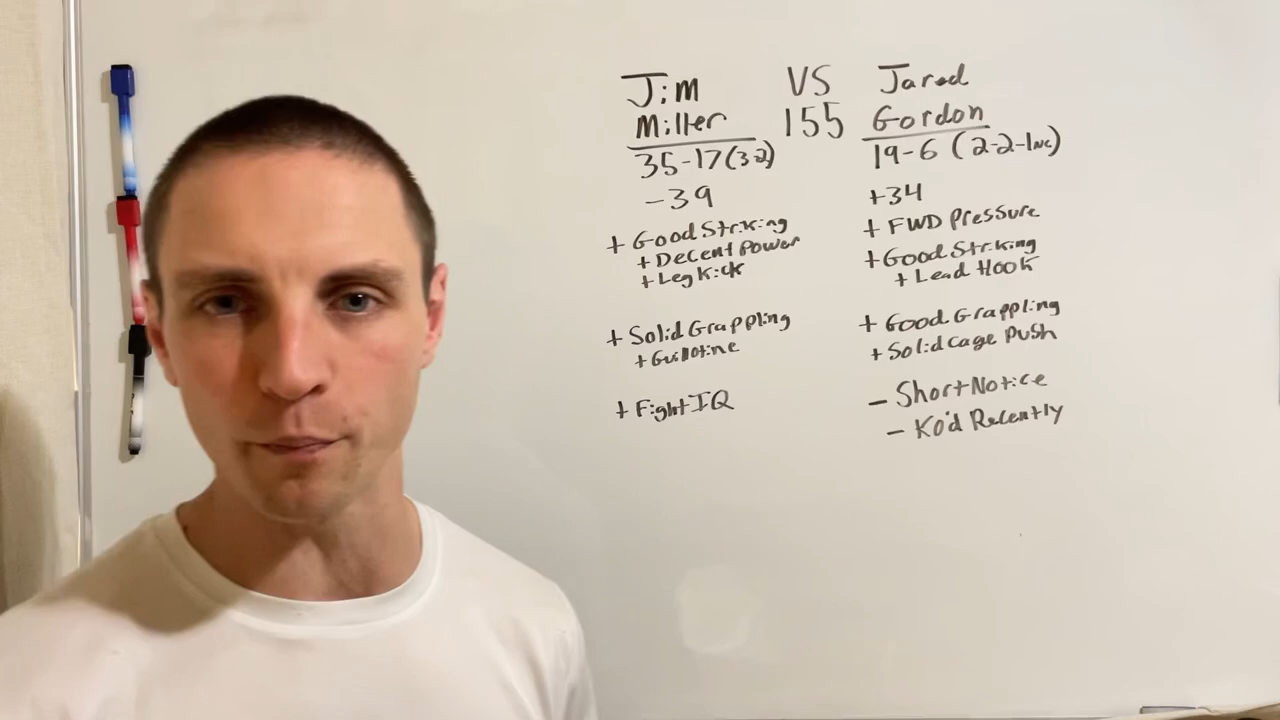 Jim VS Jared
Miller 155 Gordon
35-17(3-2) 19-6 (2-2-1NC)
-39 +34
+ Good Striking + FWD Pressure
+ Decent Power + Good Striking
+ Leg Kick + Lead Hook
+ Solid Grappling + Good Grappling
+ Guillotine + Solid Cage Push
+ Fight IQ - Short Notice
- KO'd Recently